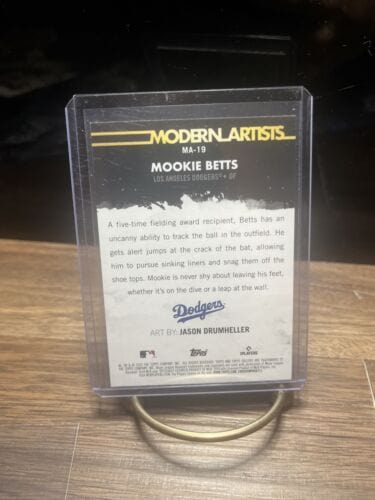 MODERN ARTISTS
MA-19
MOOKIE BETTS
LOS ANGELES DODGERS® • OF
A five-time fielding award recipient, Betts has an
uncanny ability to track the ball in the outfield. He
gets alert jumps at the crack of the bat, allowing
him to pursue sinking liners and snag them off the
shoe tops. Mookie is never shy about leaving his feet,
whether it's on the dive or a leap at the wall.
Dodgers
ART BY: JASON DRUMHELLER
Topps
PLAYERS